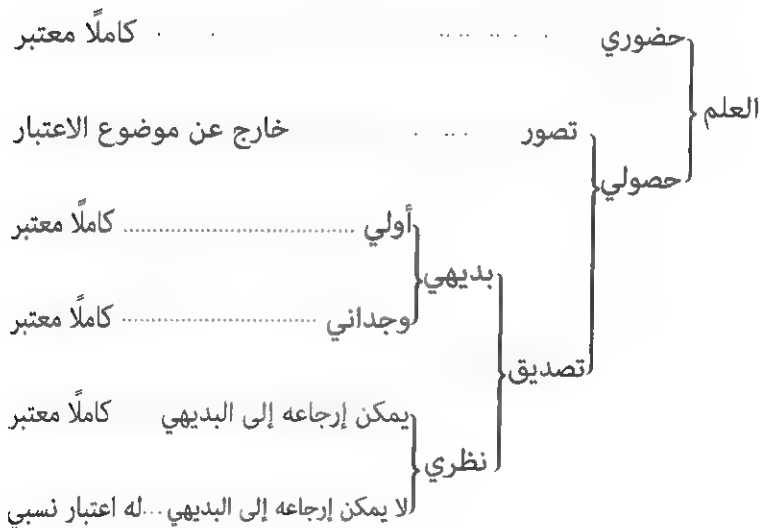 حضوري ... كاملًا معتبر
العلم
تصور ... خارج عن موضوع الاعتبار
حصولي
أولي ... كاملًا معتبر
بديهي
وجداني ... كاملًا معتبر
تصديق
يمكن إرجاعه إلى البديهي كاملًا معتبر
نظري
لا يمكن إرجاعه إلى البديهي...له اعتبار نسبي